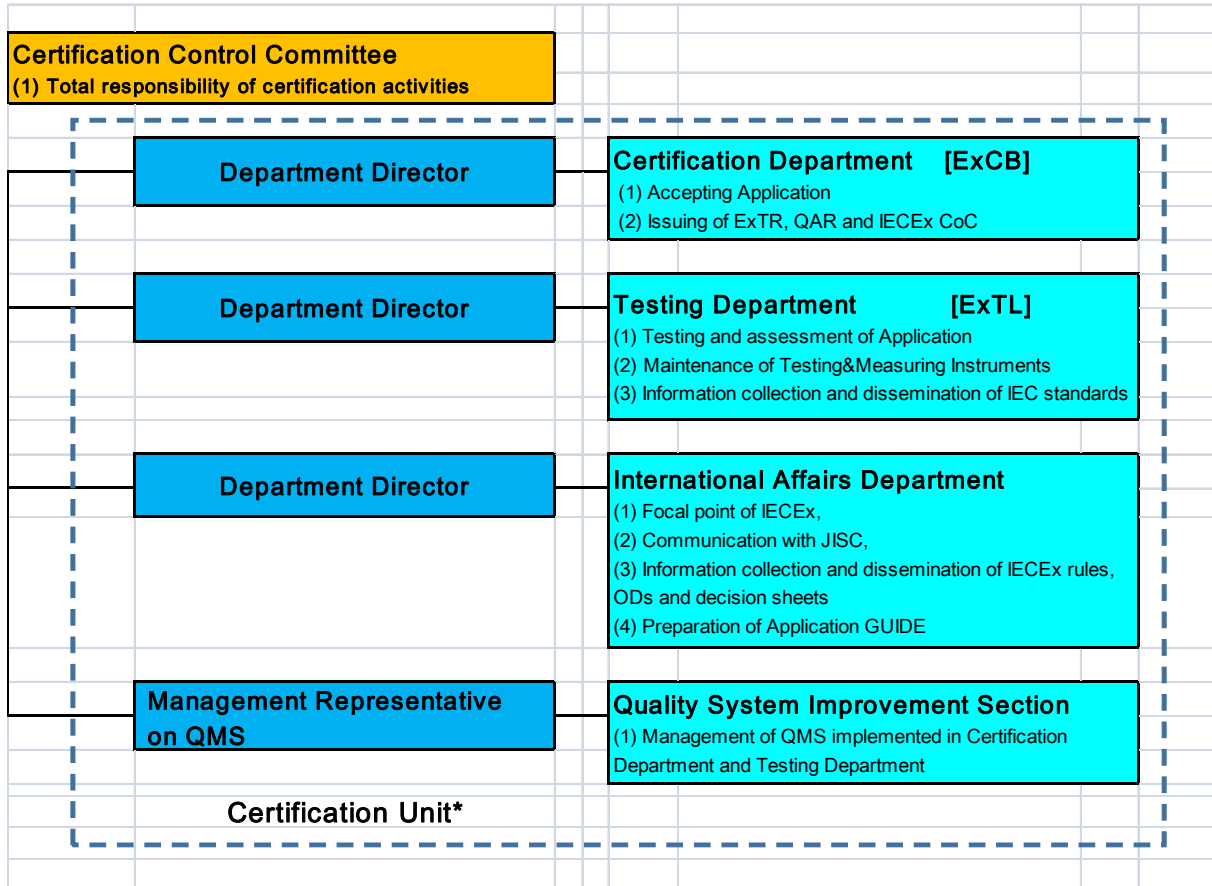 Certification Control Committee
(1) Total responsibility of certification activities
Department Director
Certification Department [ExCB]
(1) Accepting Application
(2) Issuing of ExTR, QAR and IECEx CoC
Department Director
Testing Department [ExTL]
(1) Testing and assessment of Application
(2) Maintenance of Testing&Measuring Instruments
(3) Information collection and dissemination of IEC standards
Department Director
International Affairs Department
(1) Focal point of IECEx,
(2) Communication with JISC,
(3) Information collection and dissemination of IECEx rules,
ODs and decision sheets
(4) Preparation of Application GUIDE
Management Representative
on QMS
Quality System Improvement Section
(1) Management of QMS implemented in Certification
Department and Testing Department
Certification Unit*